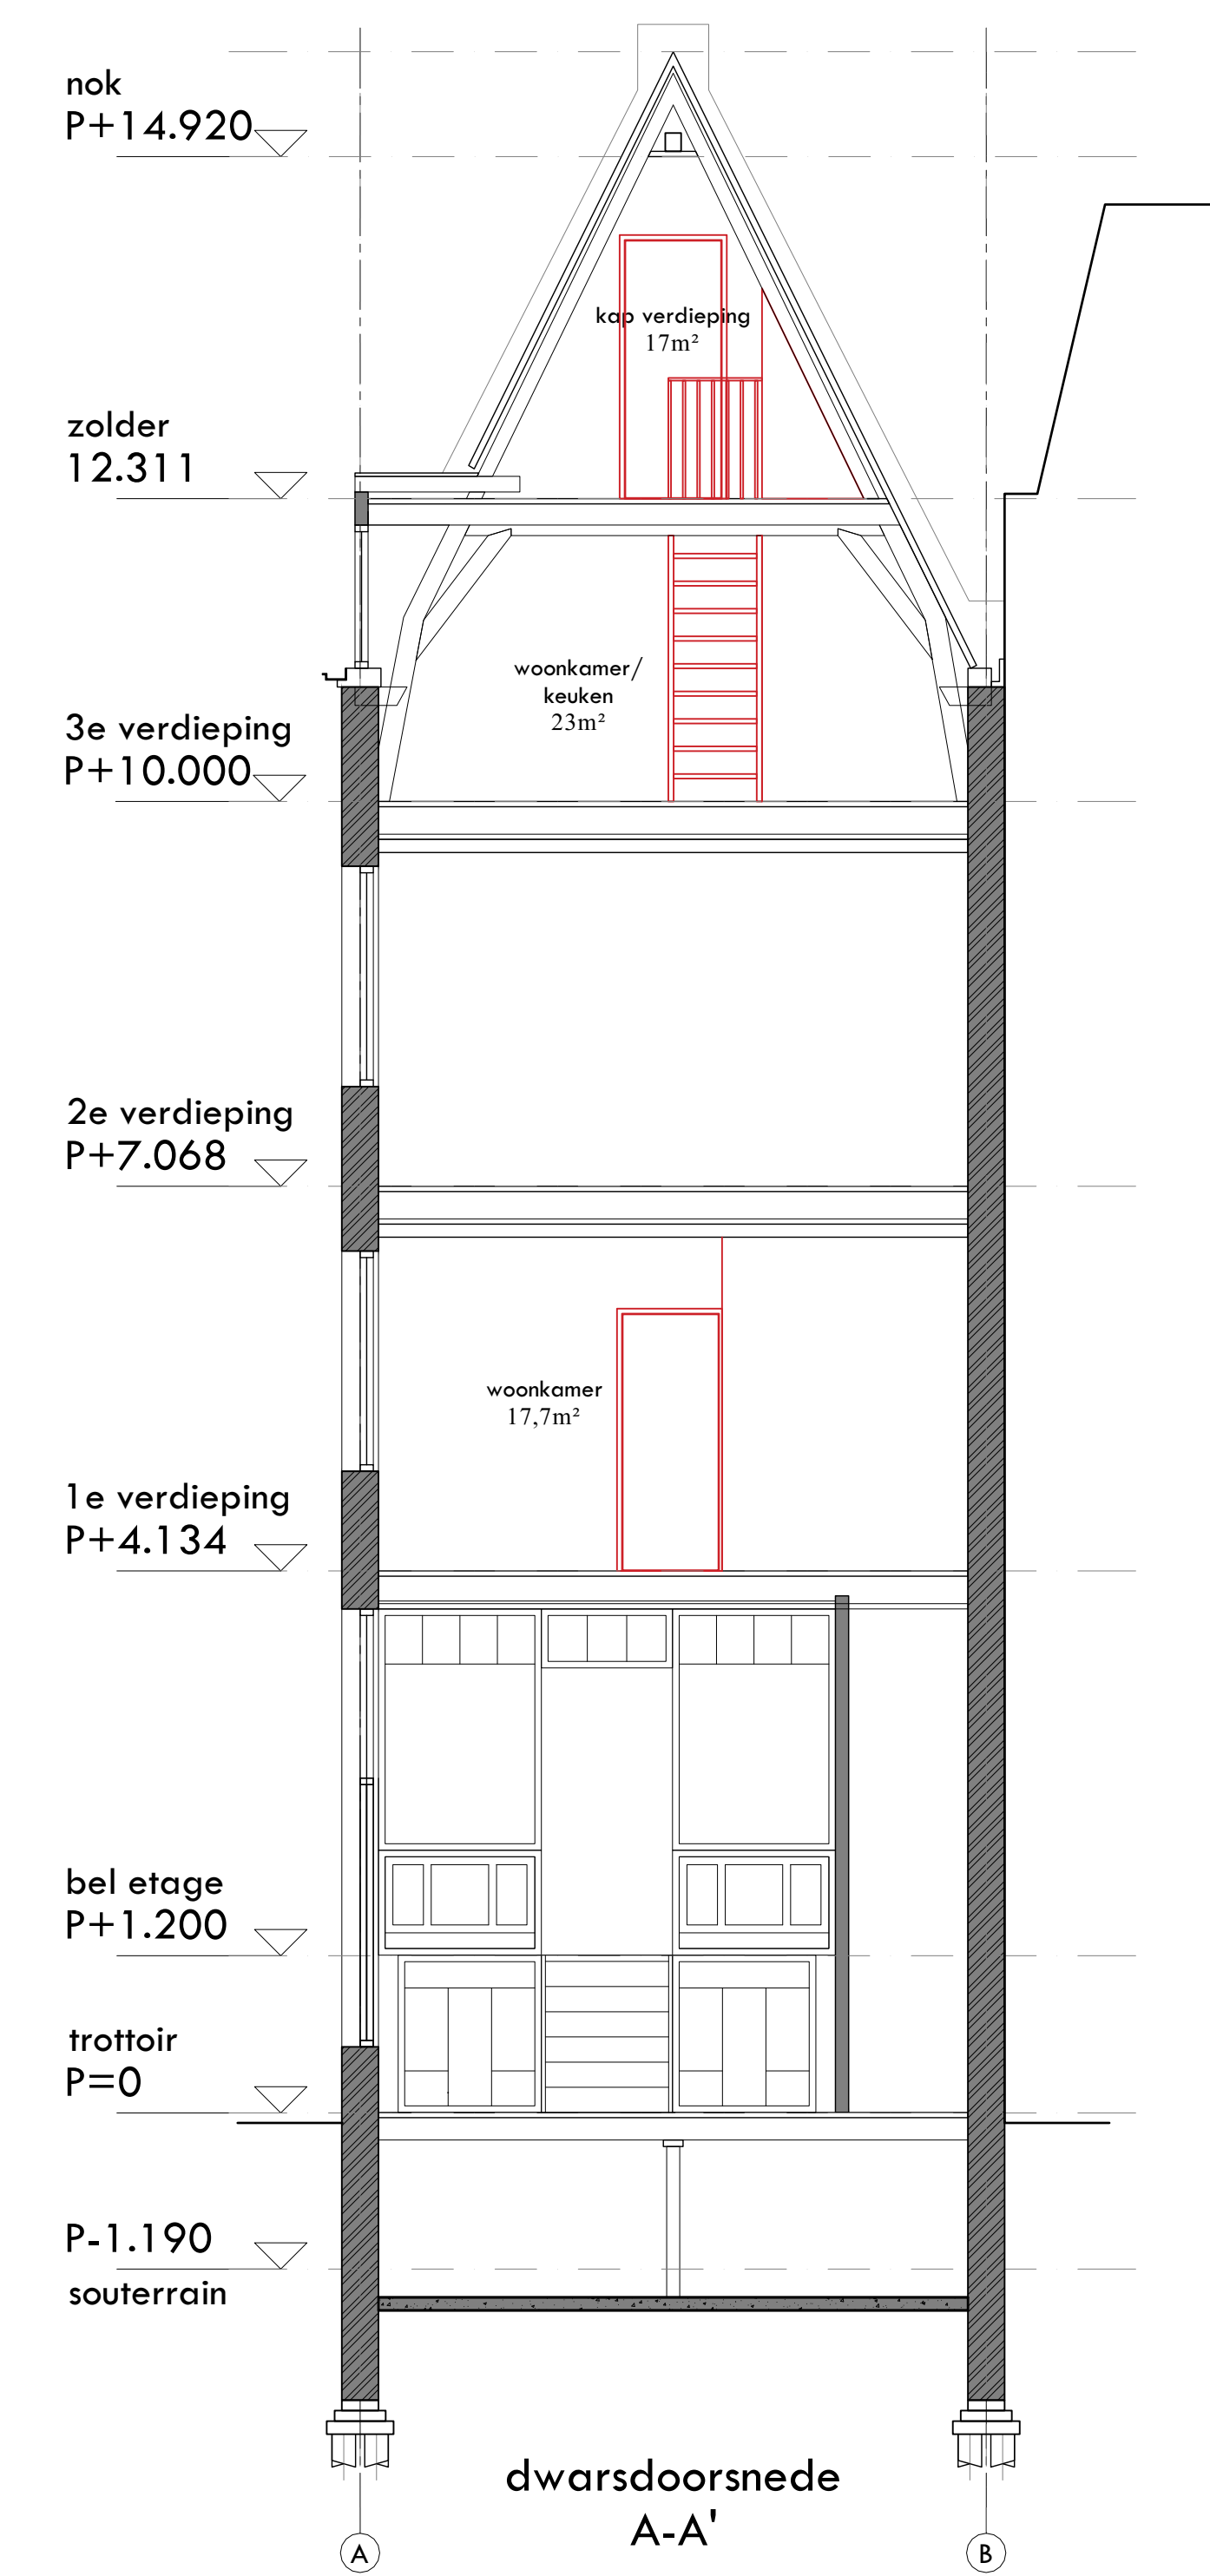 nok
P+14.920
kap verdieping
17m²
zolder
12.311
woonkamer/
keuken
23m²
3e verdieping
P+10.000
2e verdieping
P+7.068
woonkamer
17,7m²
1e verdieping
P+4.134
bel etage
P+1.200
trottoir
P=0
P-1.190
souterrain
dwarsdoorsnede
A-A'
A
B